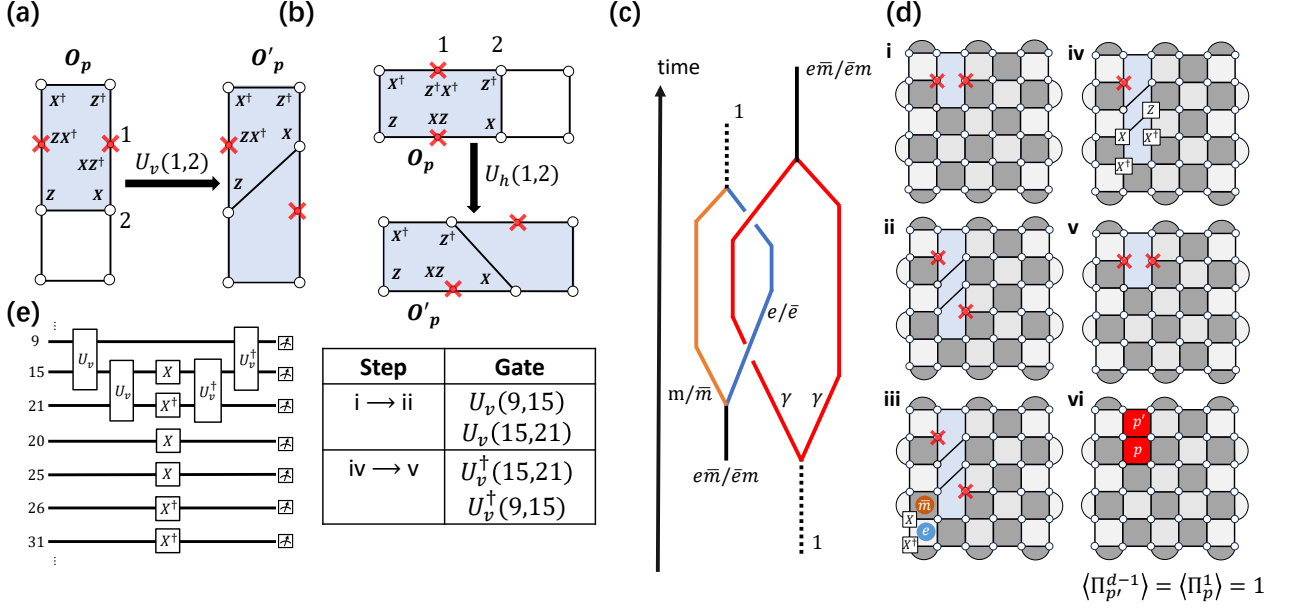 (a)
O_p
O'_p
X†
Z†
ZX†
XZ†
Z
X
1
2
U_v(1,2)
X†
Z†
ZX†
X
Z
(b)
1
2
X†
Z†X†
Z†
Z
XZ
X
O_p
U_h(1,2)
X†
Z†
Z
XZ
X
O'_p
(c)
time
em̅/e̅m
1
e/e̅
m/m̅
γ
γ
em̅/e̅m
1
(d)
i
iv
Z
X
X†
X†
ii
v
iii
m̅
X
e
X†
vi
p′
p
⟨Π_{p′}^{d−1}⟩ = ⟨Π_p^1⟩ = 1
(e)
⋮
9
U_v
U_v†
15
U_v
X
U_v†
21
X†
20
X
25
X
26
X†
31
X†
⋮
Step Gate
i → ii U_v(9,15)
U_v(15,21)
iv → v U_v†(15,21)
U_v†(9,15)